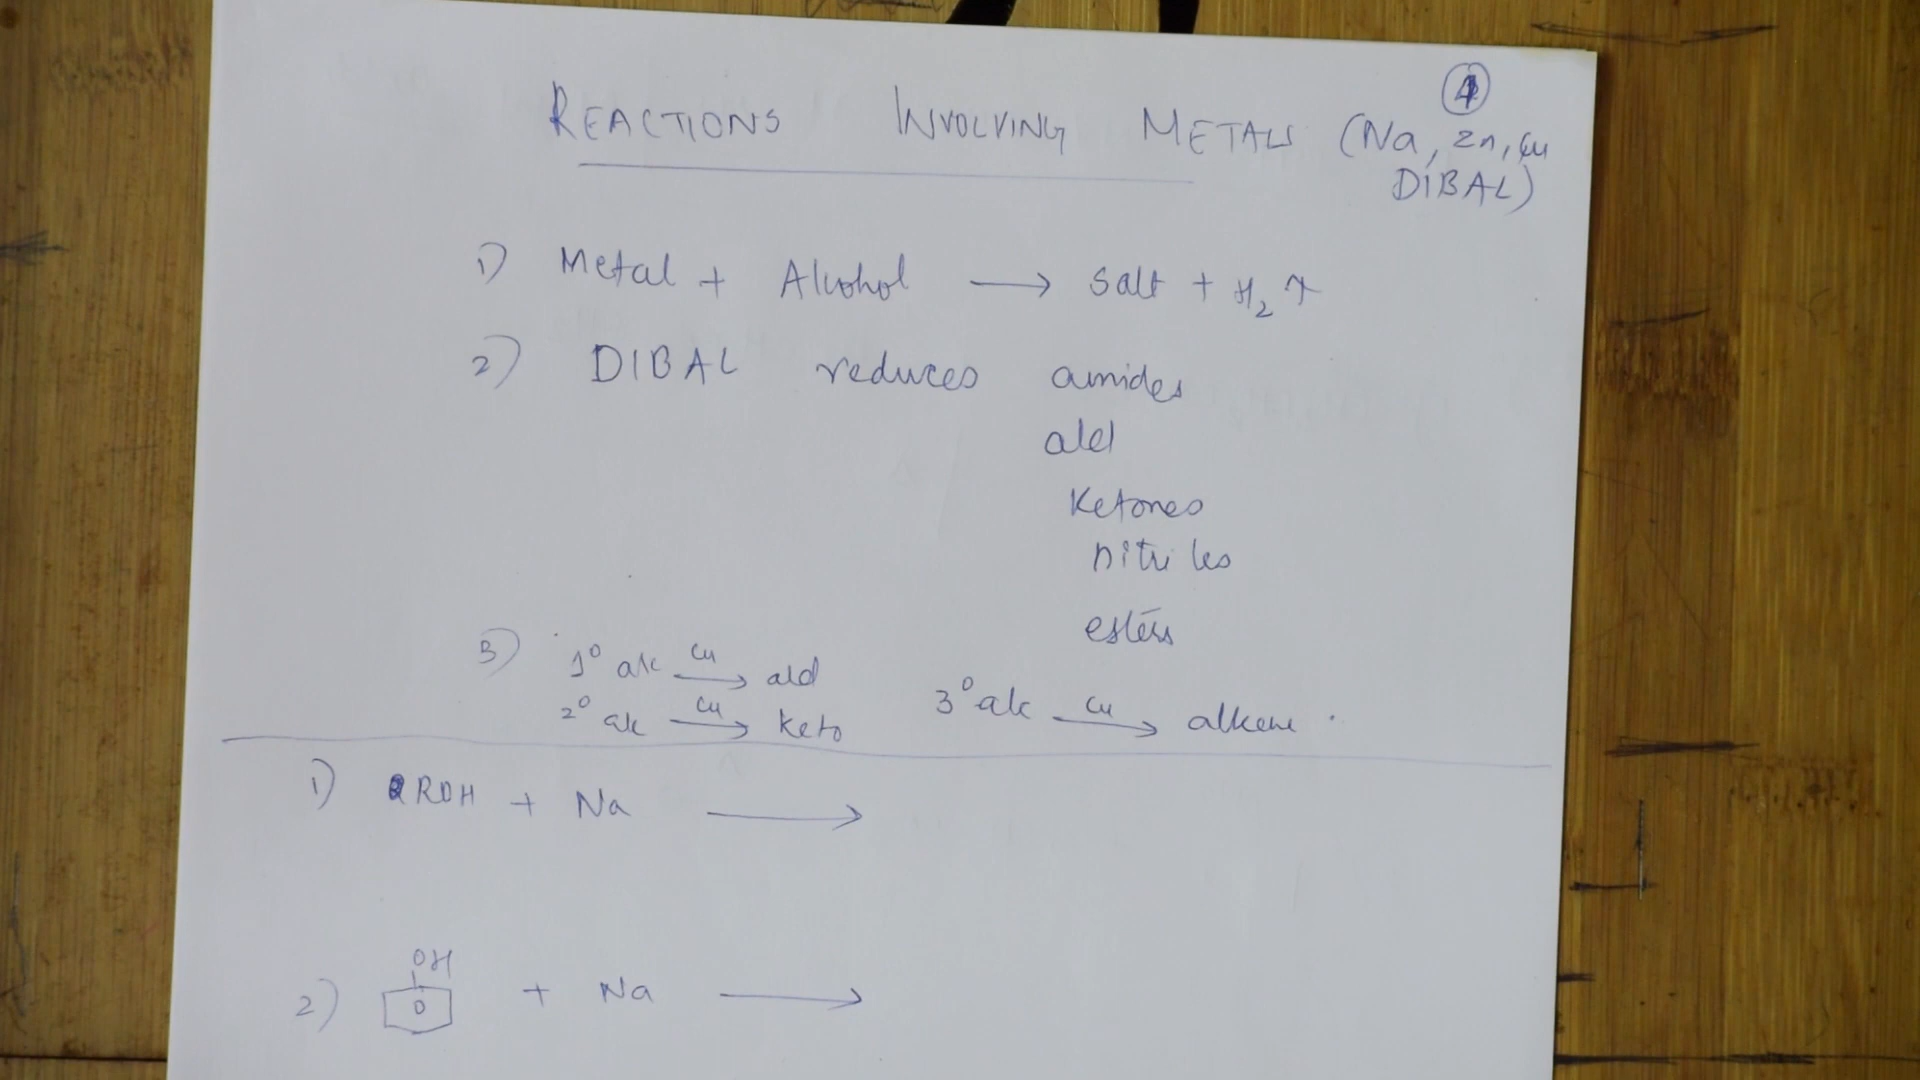 1
REACTIONS INVOLVING METALS (Na, Zn, Cu
DIBAL)
1) Metal + Alcohol ⟶ salt + H₂ ↑
2) DIBAL reduces amides
ald
Ketones
nitriles
esters
3) 1° alc —Cu→ ald
2° alc —Cu→ keto 3° alc —Cu→ alkene.
1) ROH + Na ⟶
OH
2) + Na ⟶